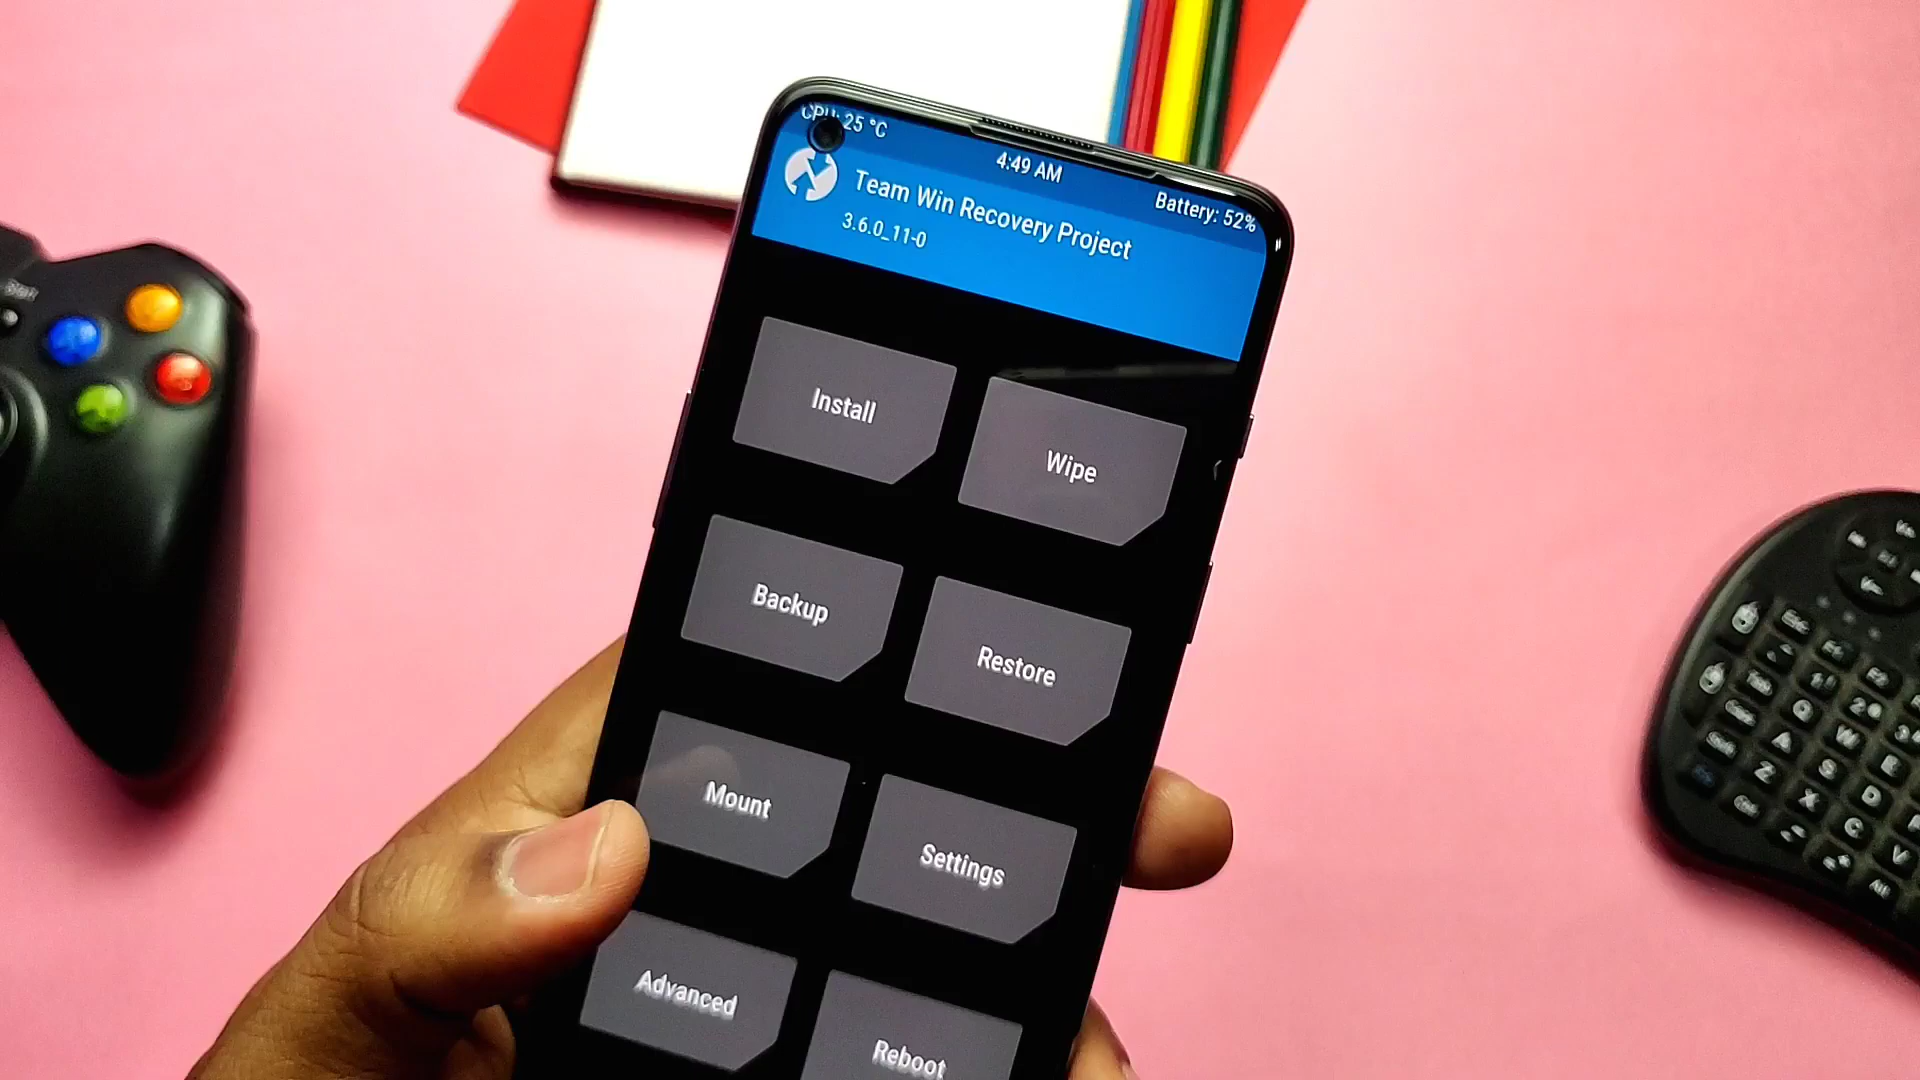 CPU: 25 °C
4:49 AM
Battery: 52%
Team Win Recovery Project
3.6.0_11-0
Install
Wipe
Backup
Restore
Mount
Settings
Advanced
Reboot
Start